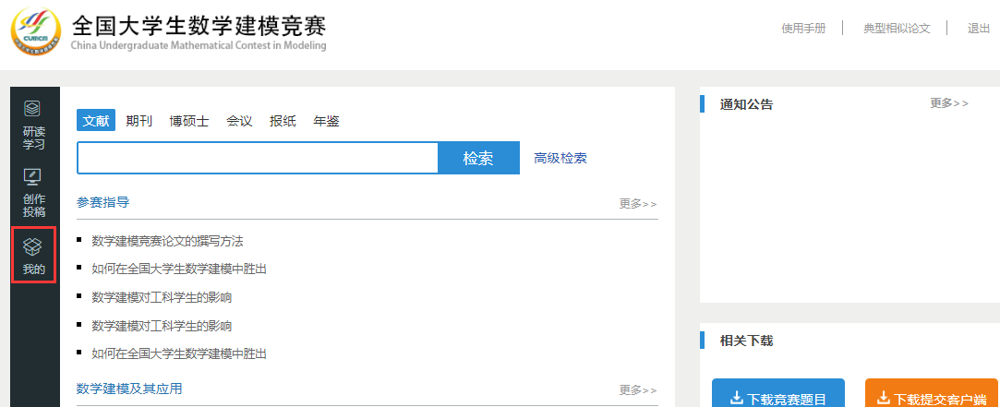 全国大学生数学建模竞赛
China Undergraduate Mathematical Contest in Modeling
CUMCM
使用手册
典型相似论文
退出
研读
学习
创作
投稿
我的
文献 期刊 博硕士 会议 报纸 年鉴
检索 高级检索
参赛指导 更多>>
数学建模竞赛论文的撰写方法
如何在全国大学生数学建模中胜出
数学建模对工科学生的影响
数学建模对工科学生的影响
如何在全国大学生数学建模中胜出
数学建模及其应用 更多>>
通知公告 更多>>
相关下载
下载竞赛题目
下载提交客户端